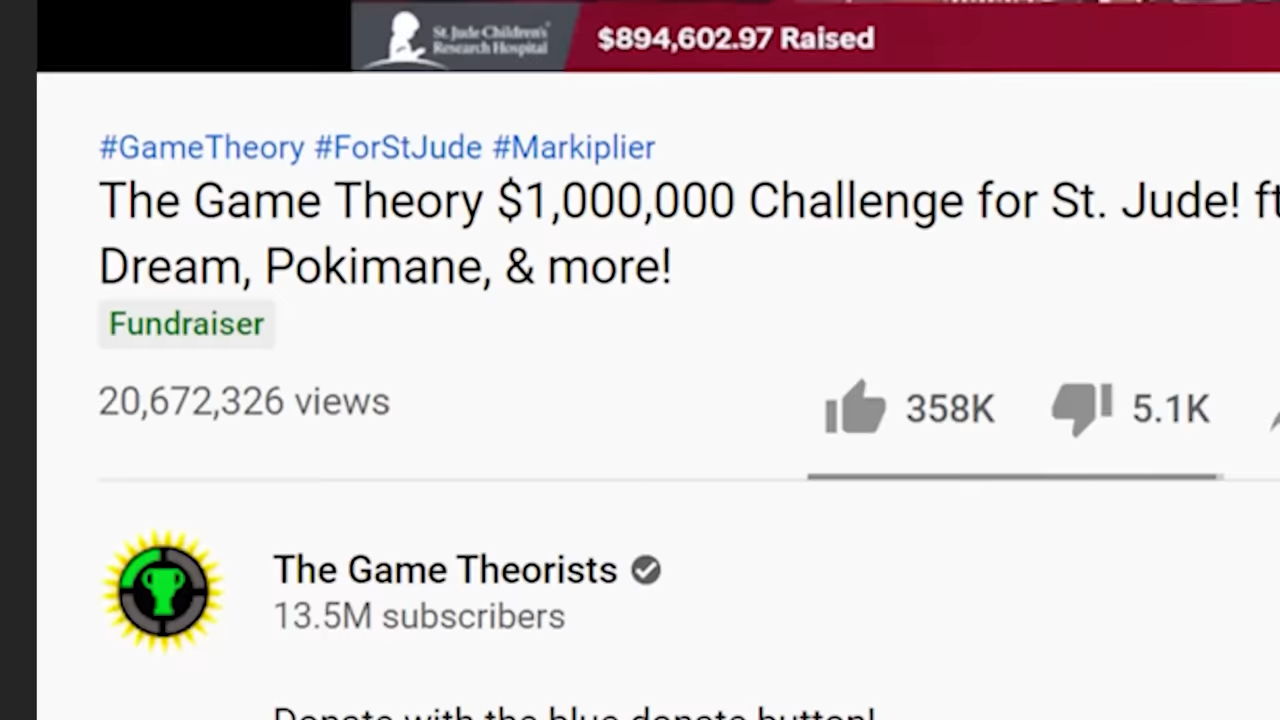 St. Jude Children's
Research Hospital
$894,602.97 Raised
#GameTheory #ForStJude #Markiplier
The Game Theory $1,000,000 Challenge for St. Jude! ft
Dream, Pokimane, & more!
Fundraiser
20,672,326 views
358K
5.1K
The Game Theorists
13.5M subscribers
Donate with the blue donate button!